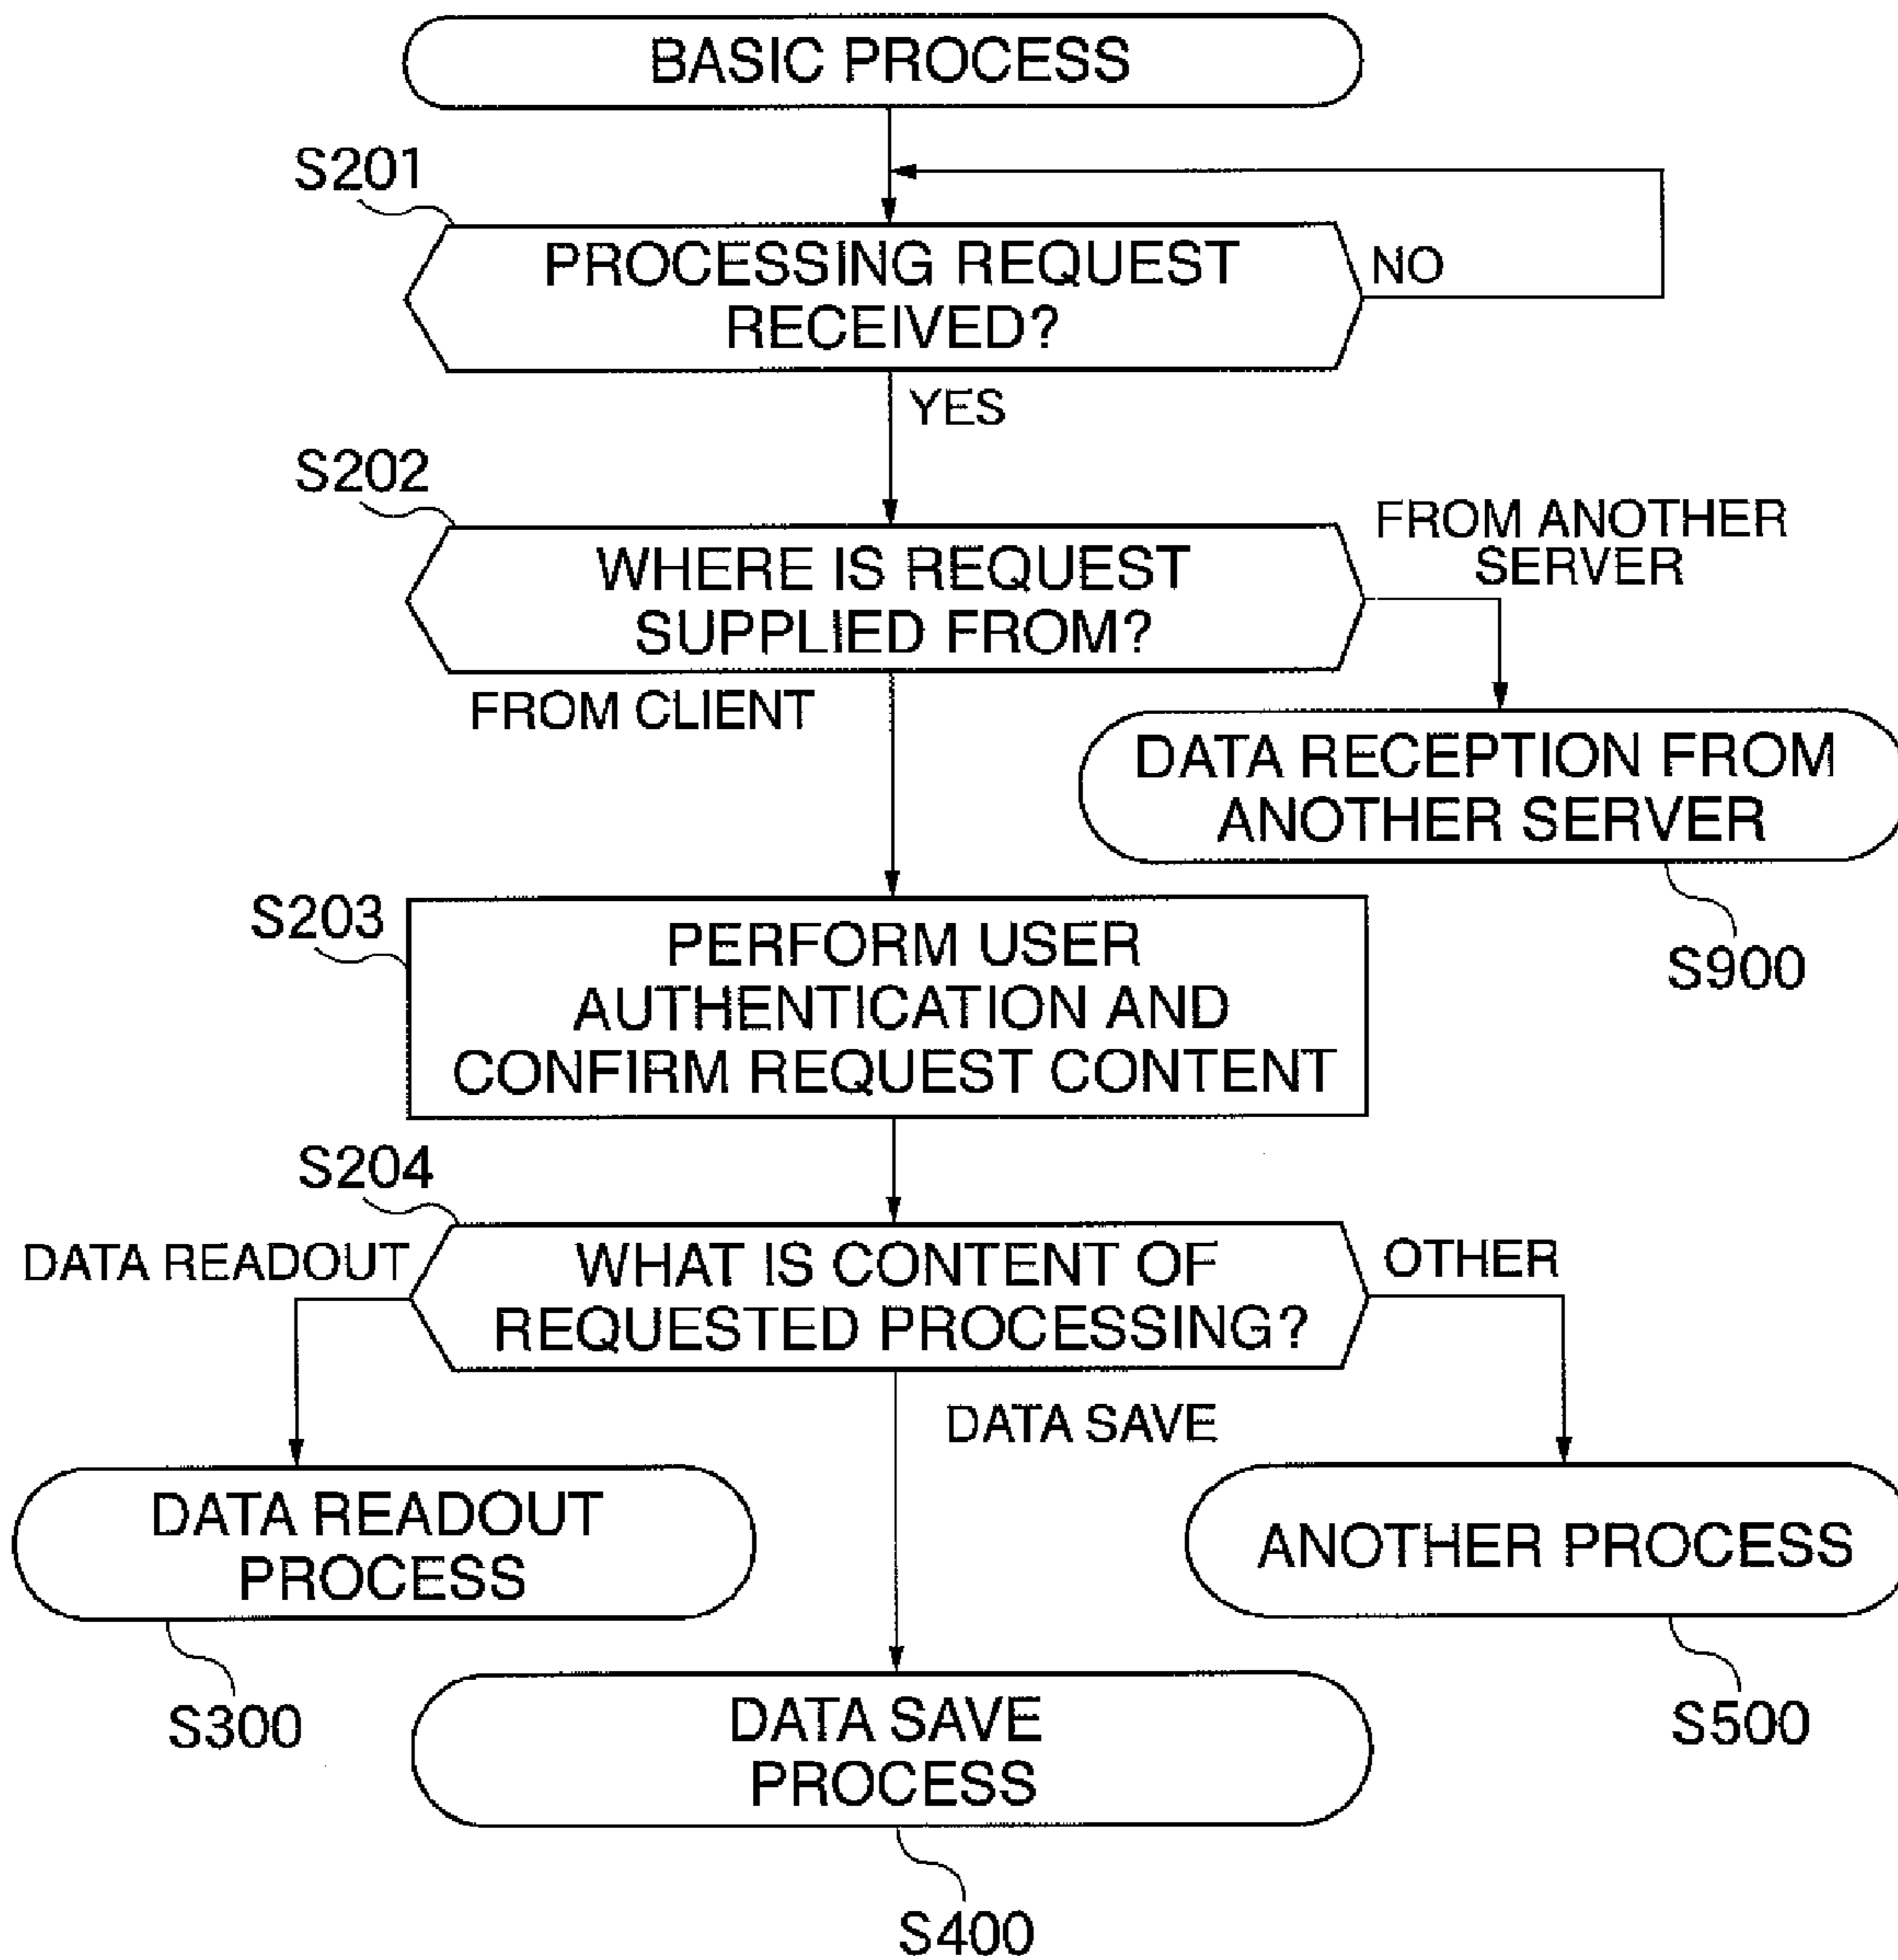 BASIC PROCESS
S201
PROCESSING REQUEST
RECEIVED?
NO
YES
S202
WHERE IS REQUEST
SUPPLIED FROM?
FROM ANOTHER
SERVER
FROM CLIENT
DATA RECEPTION FROM
ANOTHER SERVER
S900
S203
PERFORM USER
AUTHENTICATION AND
CONFIRM REQUEST CONTENT
S204
DATA READOUT
WHAT IS CONTENT OF
REQUESTED PROCESSING?
OTHER
DATA SAVE
DATA READOUT
PROCESS
S300
ANOTHER PROCESS
S500
DATA SAVE
PROCESS
S400